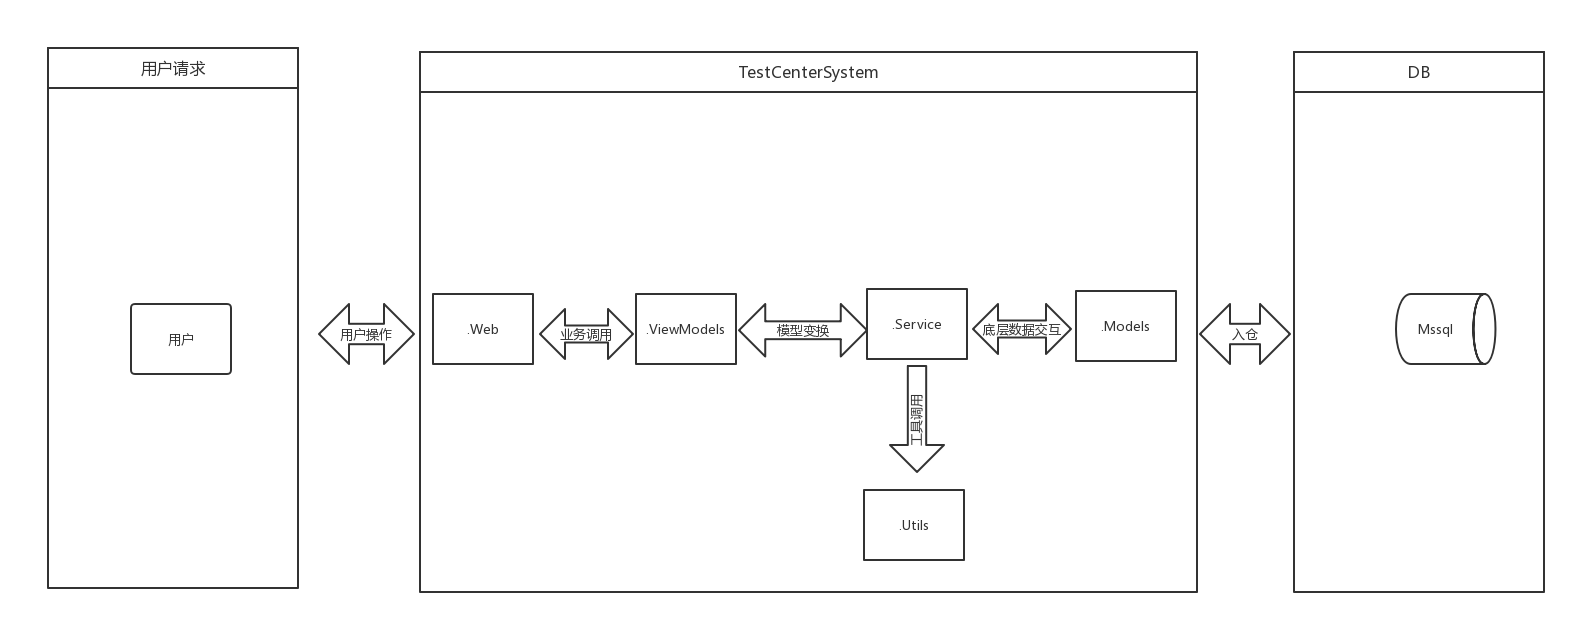 用户请求
TestCenterSystem
DB
用户
用户操作
.Web
业务调用
.ViewModels
模型变换
.Service
底层数据交互
.Models
入仓
Mssql
工具调用
.Utils